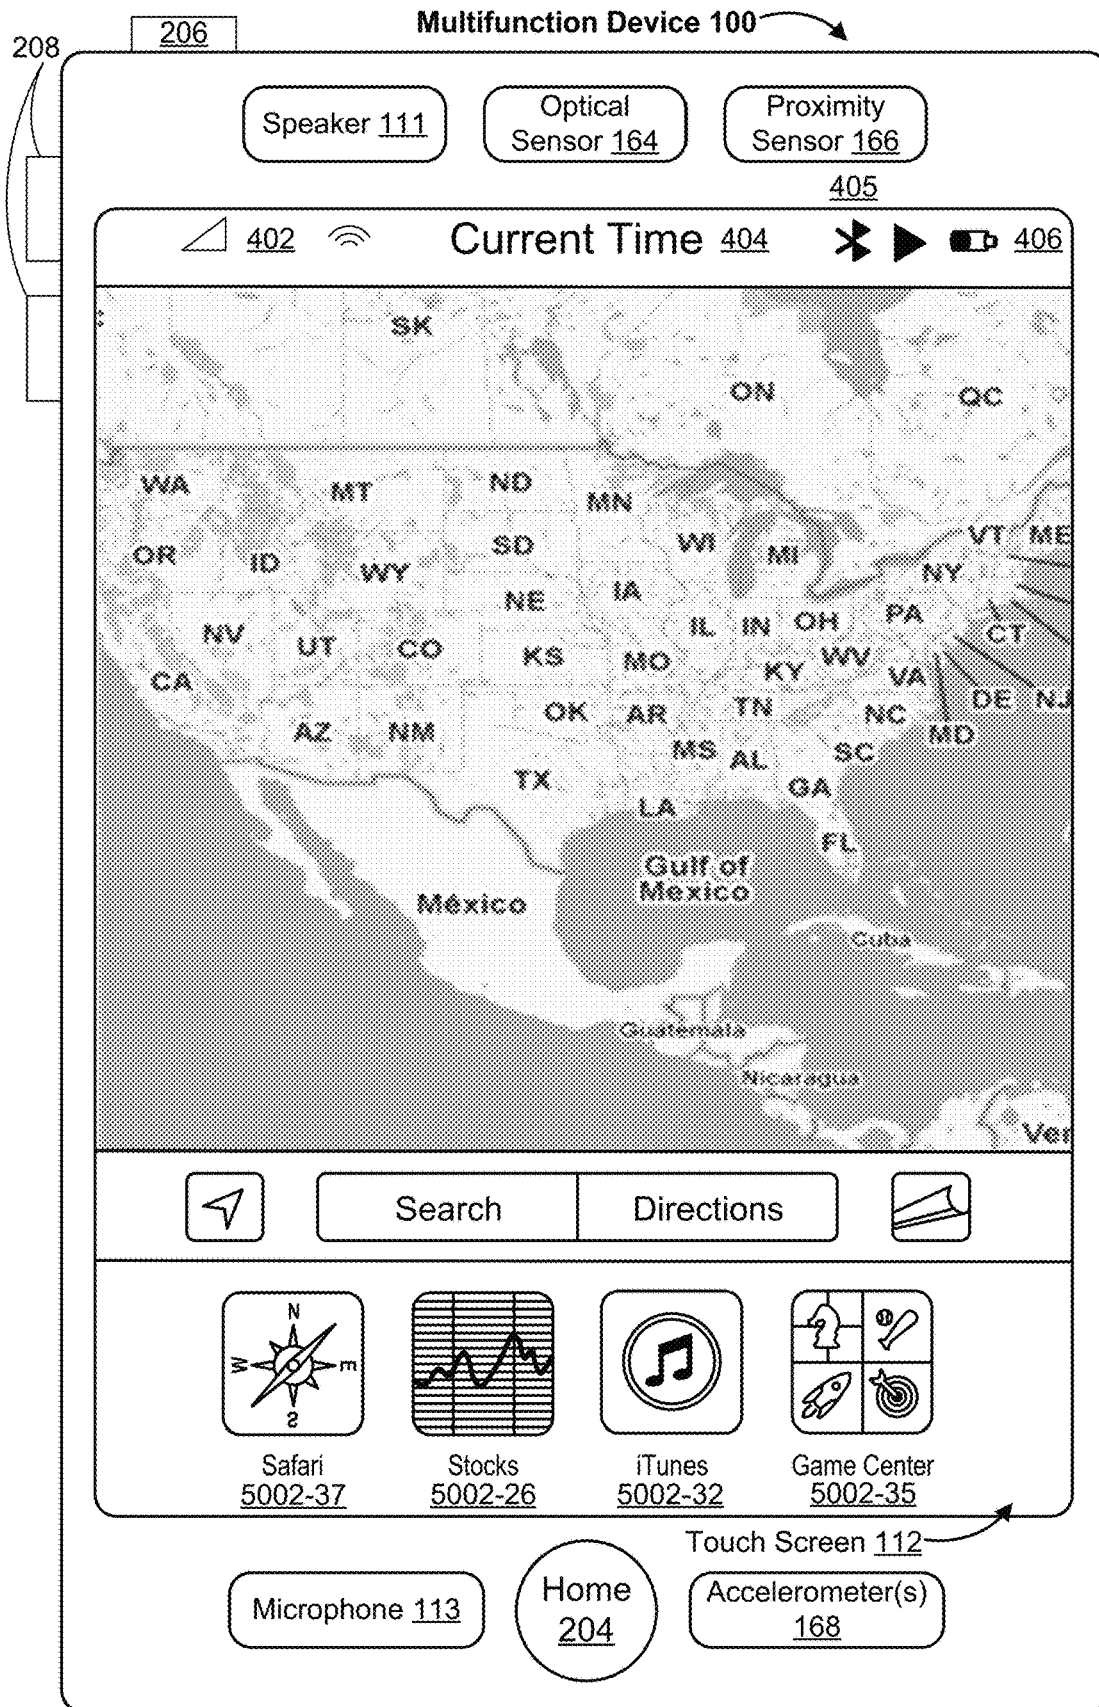 Multifunction Device 100
206
208
Speaker 111
Optical
Sensor 164
Proximity
Sensor 166
405
402
Current Time 404
406
SK
ON
QC
WA
MT
ND
MN
OR
ID
WY
SD
WI
MI
VT
ME
NY
NE
IA
NV
UT
CO
IL
IN
OH
PA
CT
KS
MO
KY
WV
CA
VA
DE
NJ
AZ
NM
OK
AR
TN
NC
MD
MS
AL
SC
TX
GA
LA
FL
Gulf of
Mexico
México
Cuba
Guatemala
Nicaragua
Ver
Search
Directions
N
W
E
S
Safari
5002-37
Stocks
5002-26
iTunes
5002-32
Game Center
5002-35
Touch Screen 112
Microphone 113
Home
204
Accelerometer(s)
168